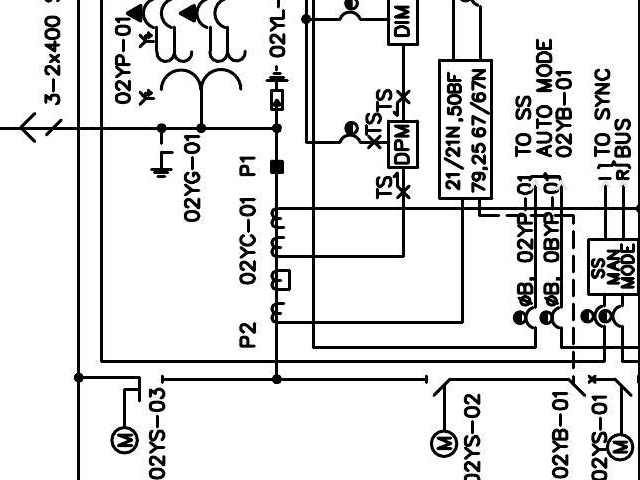 3-2x400
02YP-01
02YL-
DIM
TS
TS
DPM
TS
21/21N,50BF
79,25 67/67N
TO SS
AUTO MODE
02YB-01
TO SYNC
BUS
R
02YG-01
P1
02YC-01
P2
øB, 02YP-01
øB, 0BYP-01
SS
MAN
MODE
M
02YS-03
M
02YS-02
02YB-01
02YS-01
M